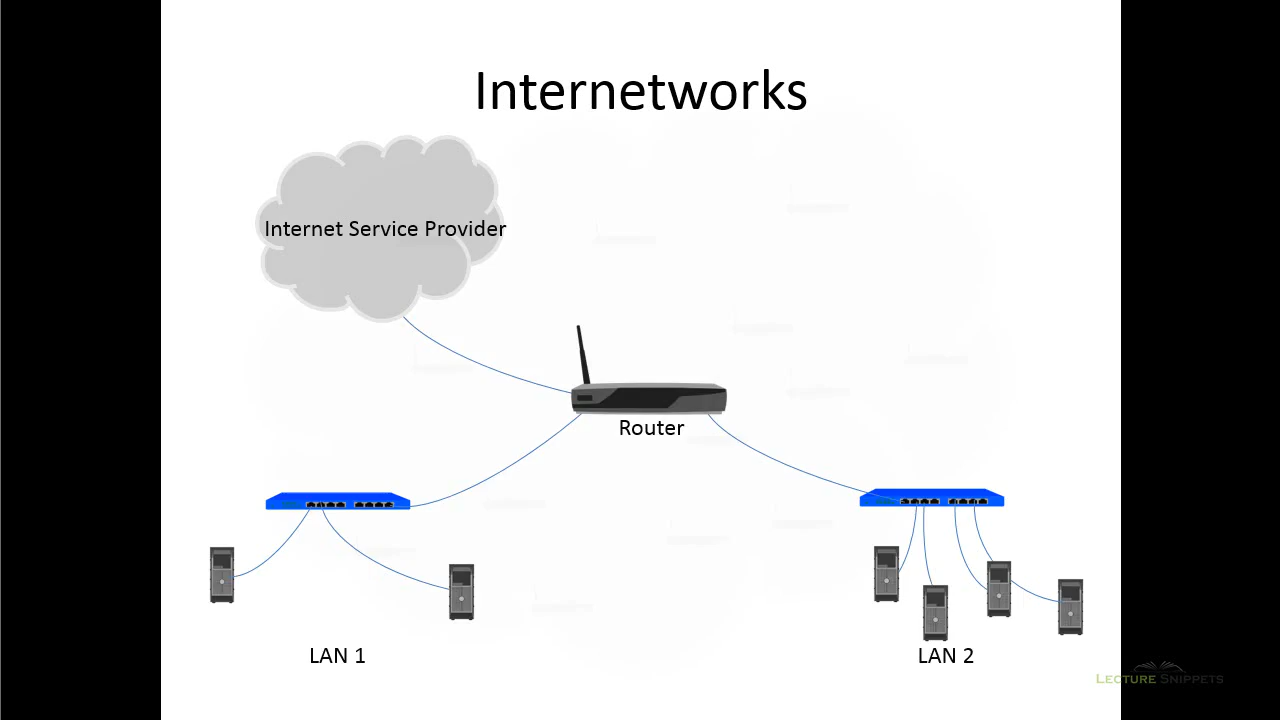 Internetworks
Internet Service Provider
Router
LAN 1
LAN 2
LECTURE SNIPPETS